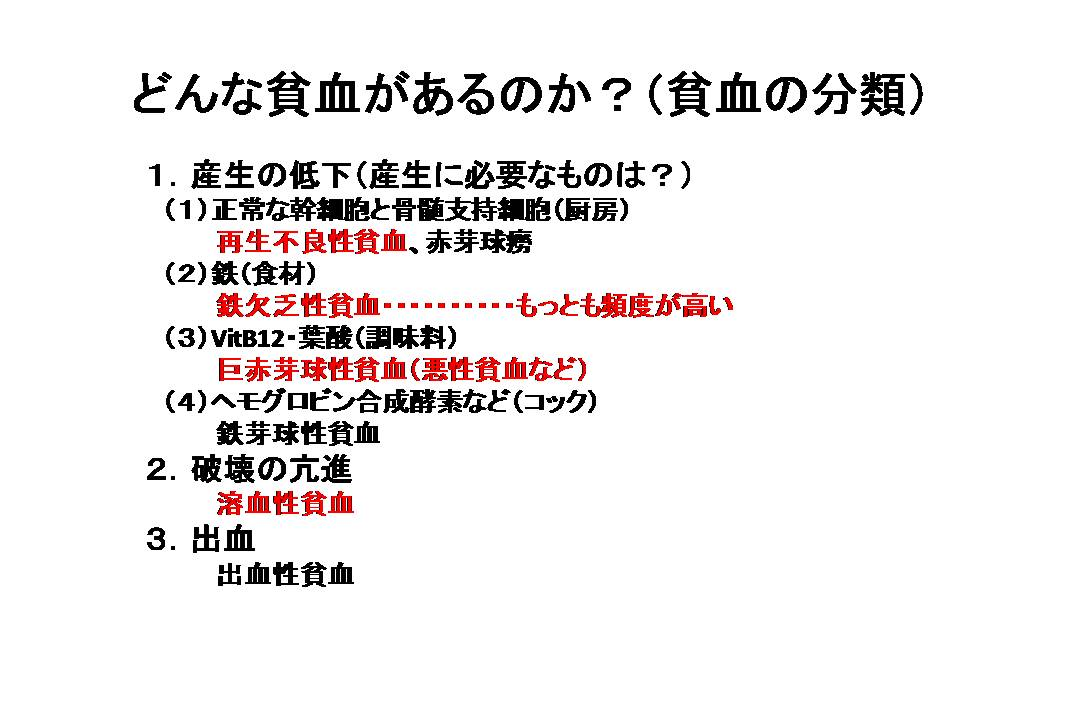 どんな貧血があるのか？（貧血の分類）
１．産生の低下（産生に必要なものは？）
（１）正常な幹細胞と骨髄支持細胞（厨房）
再生不良性貧血、赤芽球癆
（２）鉄（食材）
鉄欠乏性貧血・・・・・・・・・・もっとも頻度が高い
（３）VitB12・葉酸（調味料）
巨赤芽球性貧血（悪性貧血など）
（４）ヘモグロビン合成酵素など（コック）
鉄芽球性貧血
２．破壊の亢進
溶血性貧血
３．出血
出血性貧血